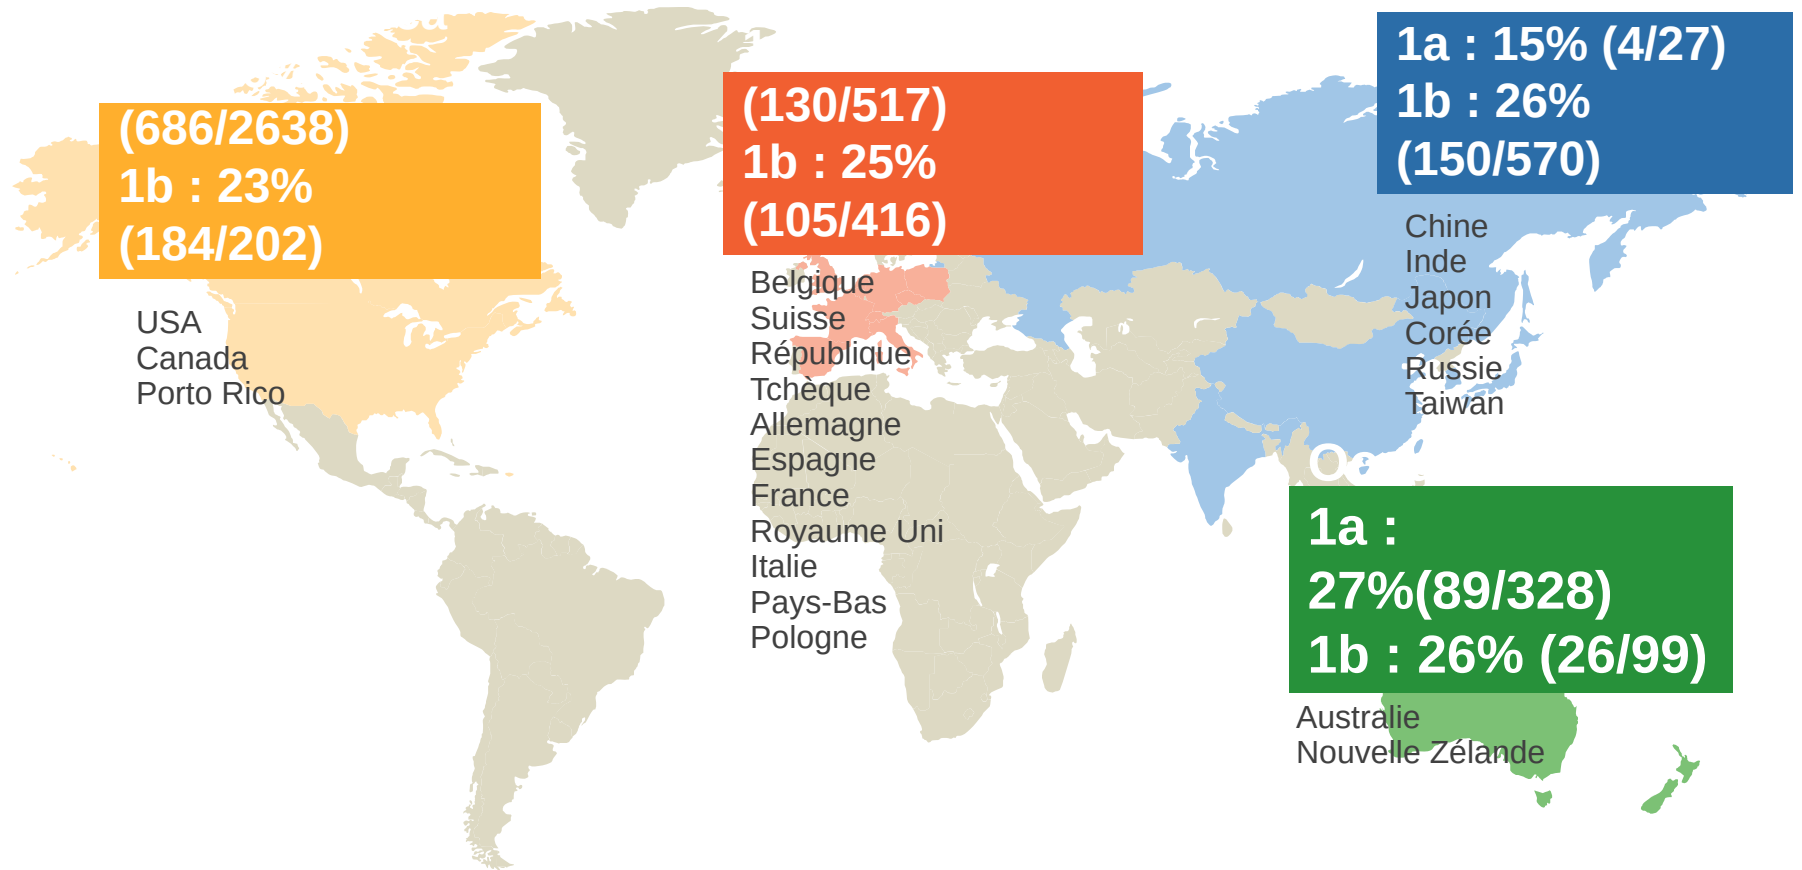 (686/2638)
1b : 23%
(184/202)
USA
Canada
Porto Rico
(130/517)
1b : 25%
(105/416)
Belgique
Suisse
République
Tchèque
Allemagne
Espagne
France
Royaume Uni
Italie
Pays-Bas
Pologne
1a : 15% (4/27)
1b : 26%
(150/570)
Chine
Inde
Japon
Corée
Russie
Taiwan
1a :
27%(89/328)
1b : 26% (26/99)
Australie
Nouvelle Zélande